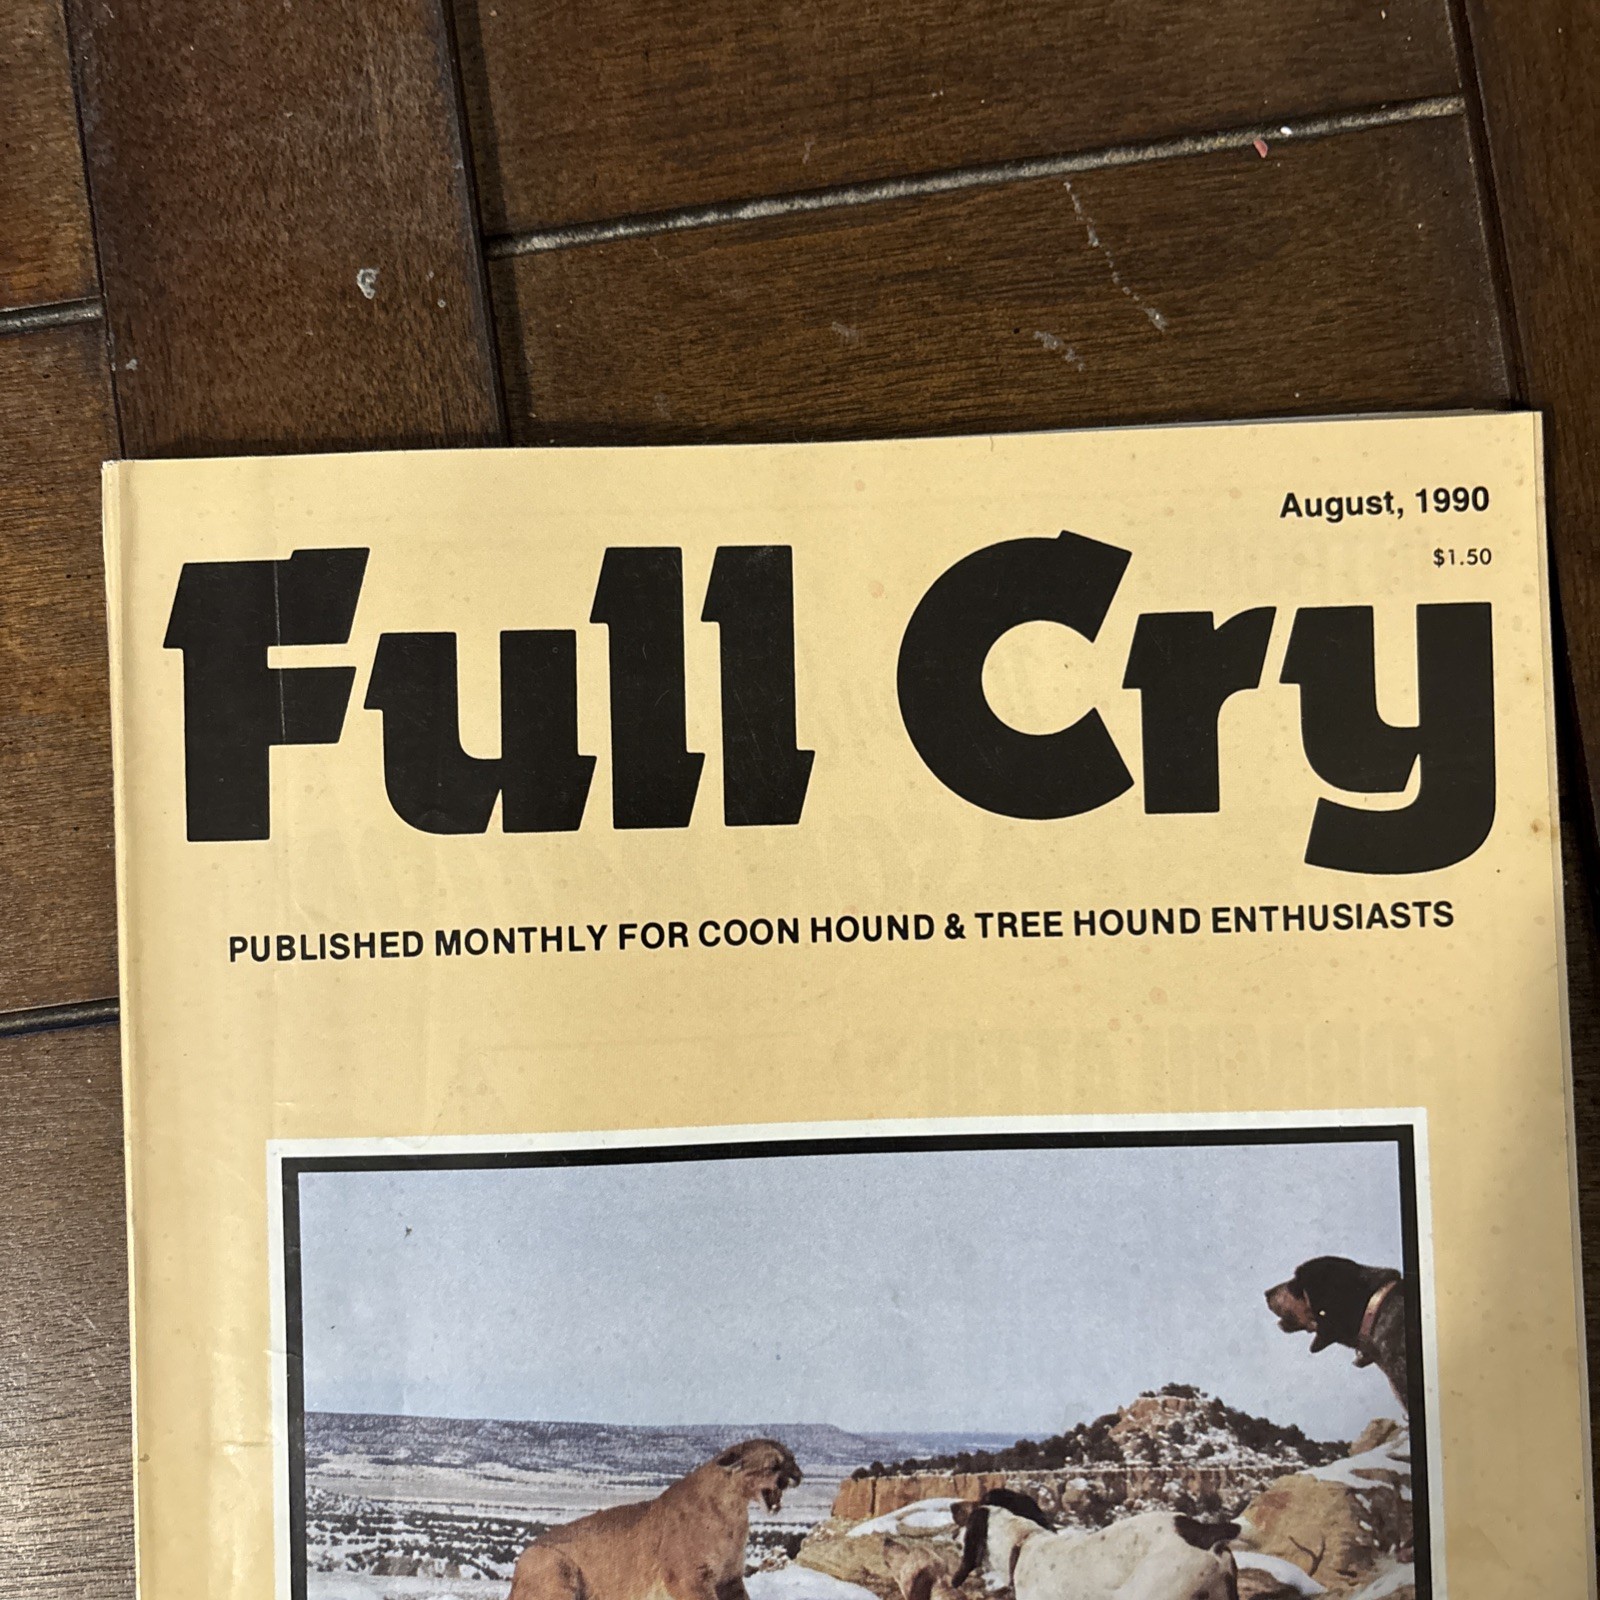 August, 1990
$1.50
Full Cry
PUBLISHED MONTHLY FOR COON HOUND & TREE HOUND ENTHUSIASTS